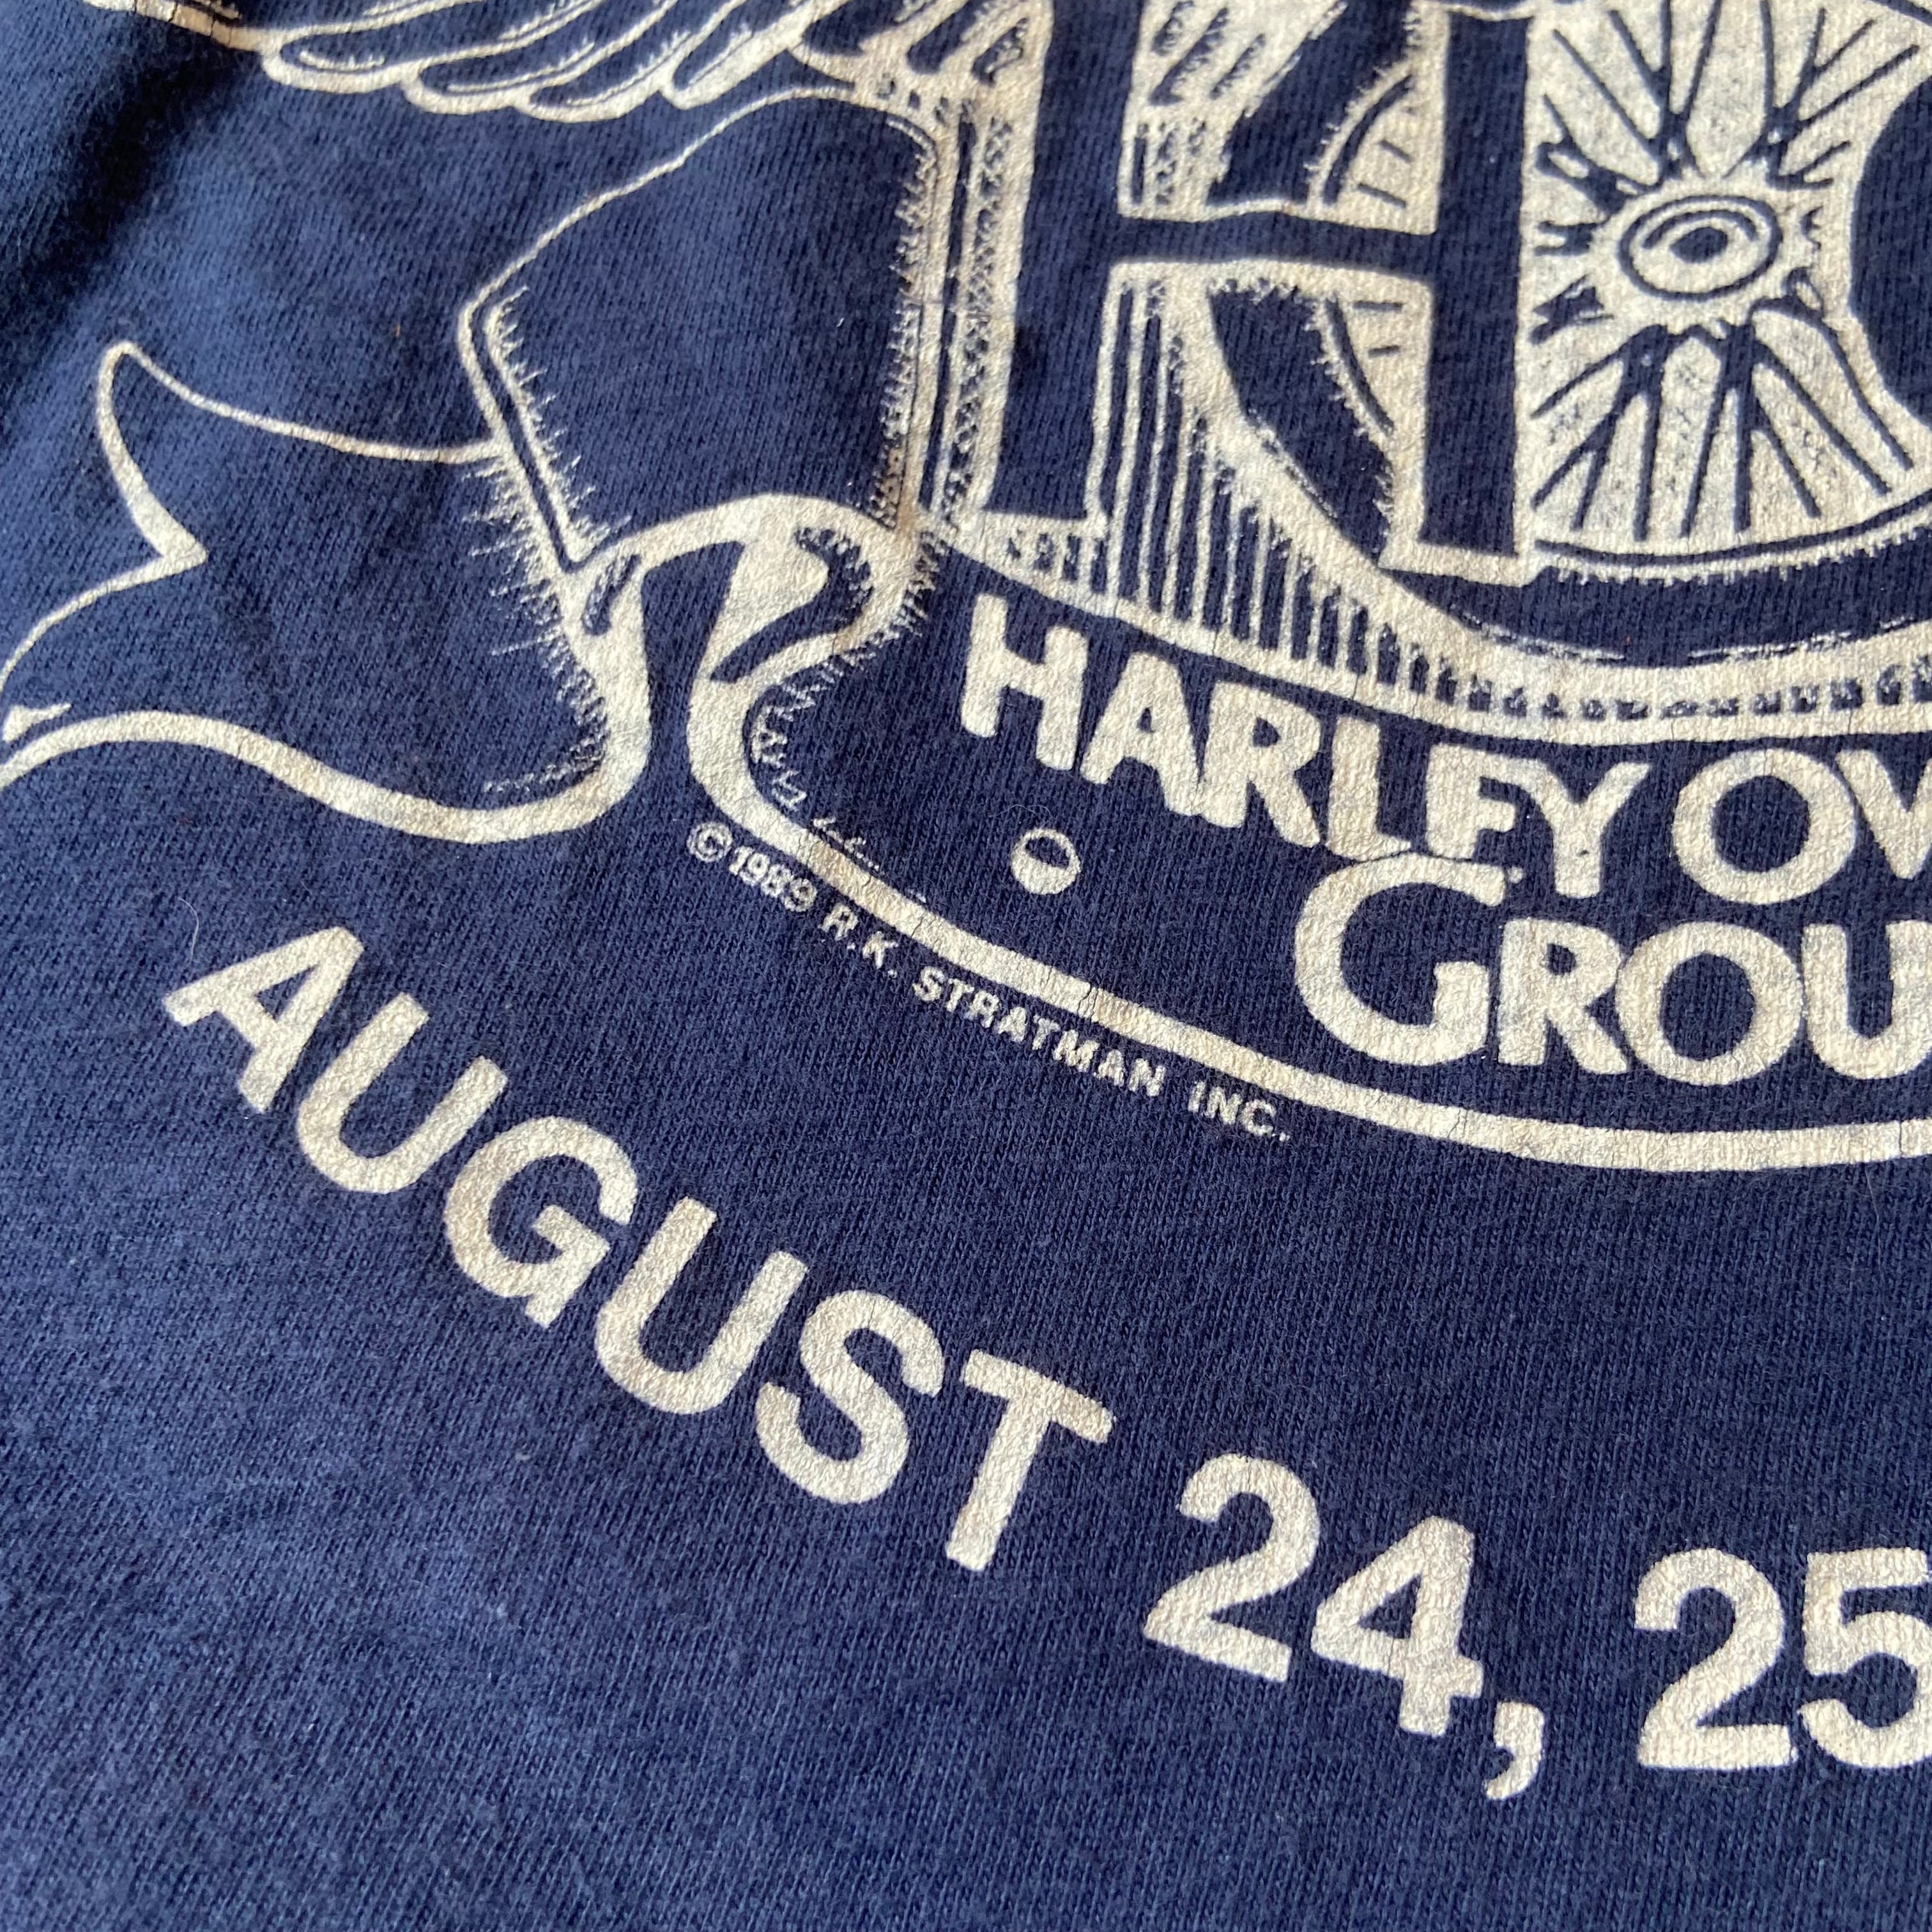 HARLEY OW
GROU
© 1989 R.K. STRATMAN INC.
AUGUST 24, 25